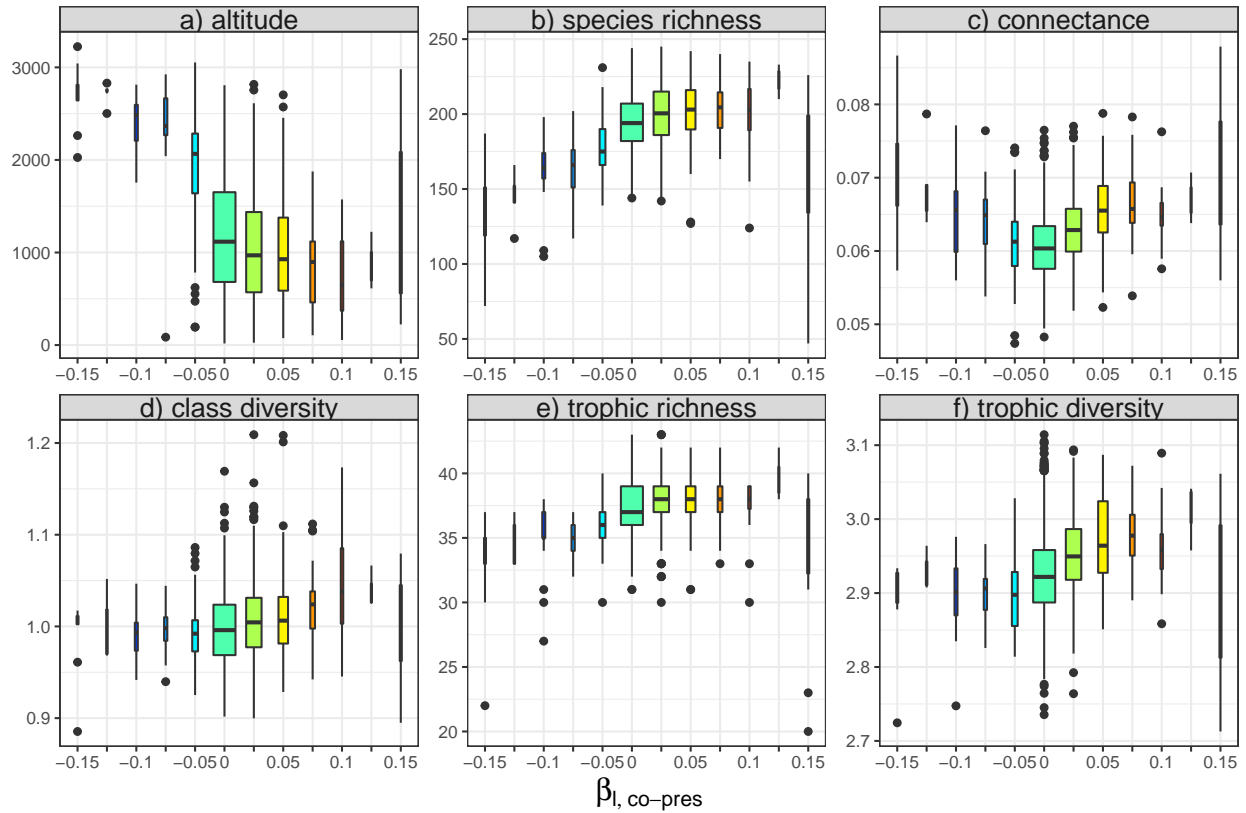 a) altitude
b) species richness
c) connectance
3000
2000
1000
0
250
200
150
100
50
0.08
0.07
0.06
0.05
−0.15 −0.1 −0.05 0 0.05 0.1 0.15
−0.15 −0.1 −0.05 0 0.05 0.1 0.15
−0.15 −0.1 −0.05 0 0.05 0.1 0.15
d) class diversity
e) trophic richness
f) trophic diversity
1.2
1.1
1.0
0.9
40
35
30
25
20
3.1
3.0
2.9
2.8
2.7
−0.15 −0.1 −0.05 0 0.05 0.1 0.15
−0.15 −0.1 −0.05 0 0.05 0.1 0.15
−0.15 −0.1 −0.05 0 0.05 0.1 0.15
βl, co−pres